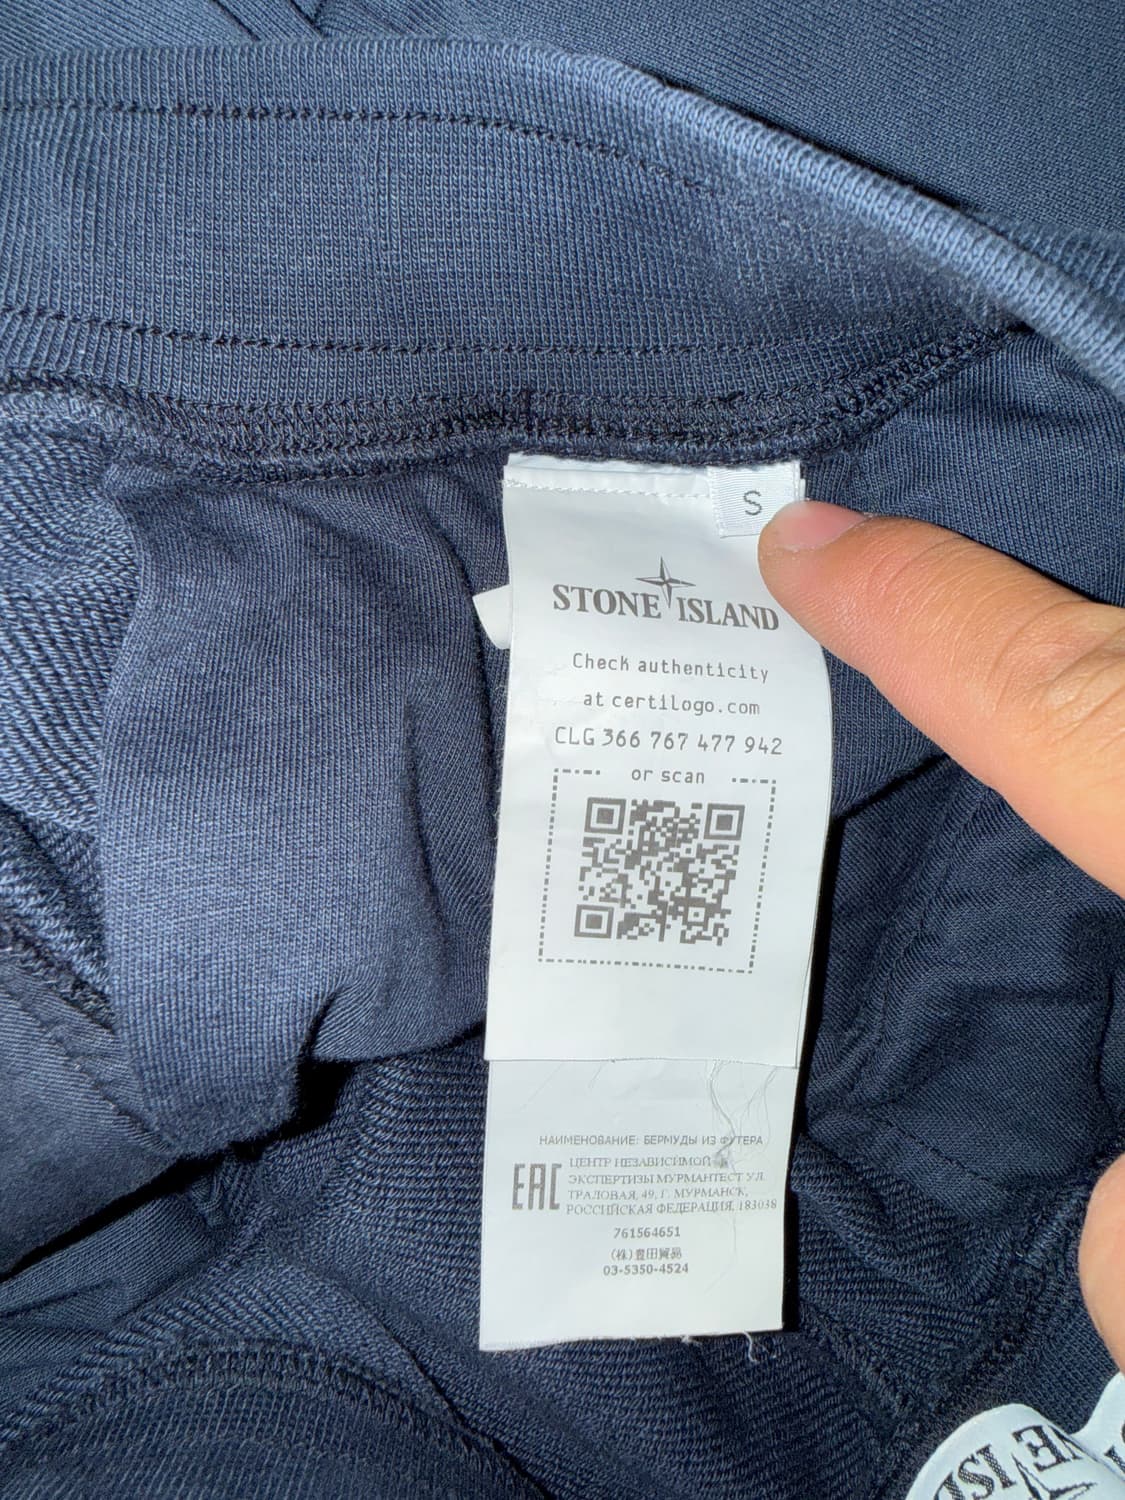 S
STONE ISLAND
Check authenticity
at certilogo.com
CLG 366 767 477 942
or scan
НАИМЕНОВАНИЕ: БЕРМУДЫ ИЗ ФУТЕРА
EAC
ЦЕНТР НЕЗАВИСИМОЙ
ЭКСПЕРТИЗЫ МУРМАНТЕСТ УЛ.
ТРАЛОВАЯ, 49, Г. МУРМАНСК,
РОССИЙСКАЯ ФЕДЕРАЦИЯ, 183038
761564651
(株)豊田貿易
03-5350-4524